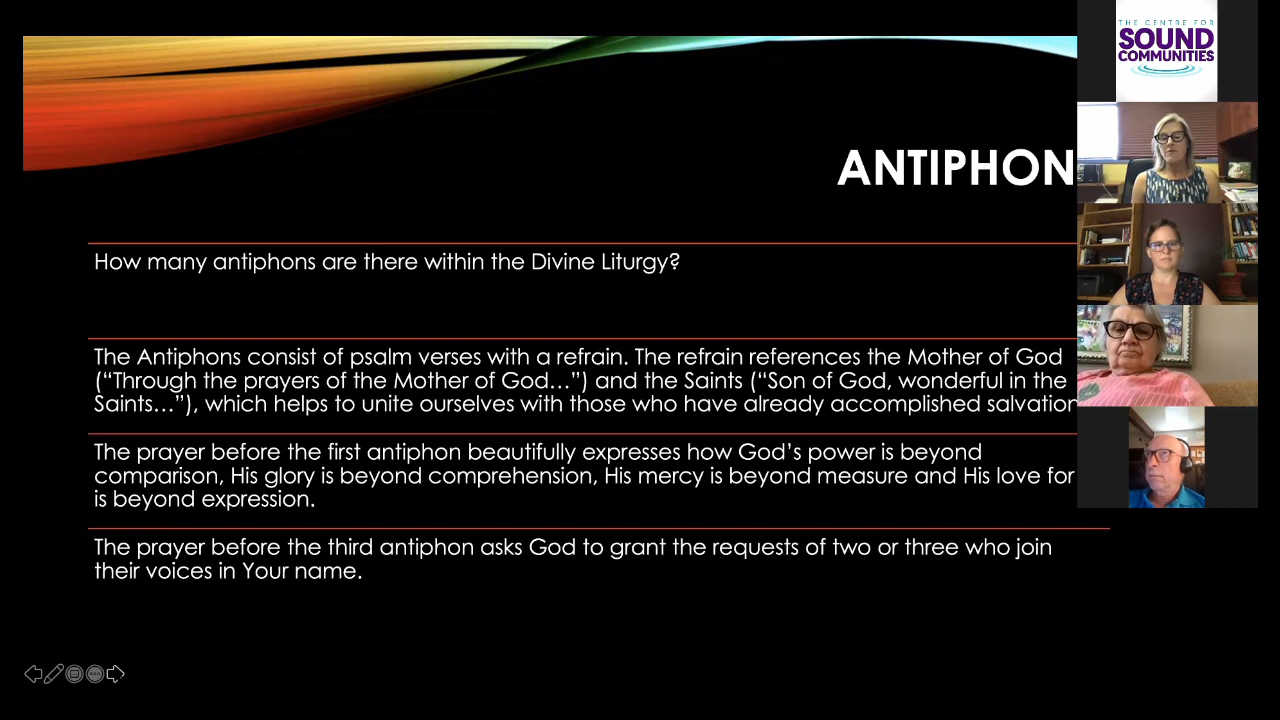 THE CENTRE FOR
SOUND
COMMUNITIES
ANTIPHON
How many antiphons are there within the Divine Liturgy?
The Antiphons consist of psalm verses with a refrain. The refrain references the Mother of God
(“Through the prayers of the Mother of God…”) and the Saints (“Son of God, wonderful in the
Saints…”), which helps to unite ourselves with those who have already accomplished salvation
The prayer before the first antiphon beautifully expresses how God’s power is beyond
comparison, His glory is beyond comprehension, His mercy is beyond measure and His love for
is beyond expression.
The prayer before the third antiphon asks God to grant the requests of two or three who join
their voices in Your name.